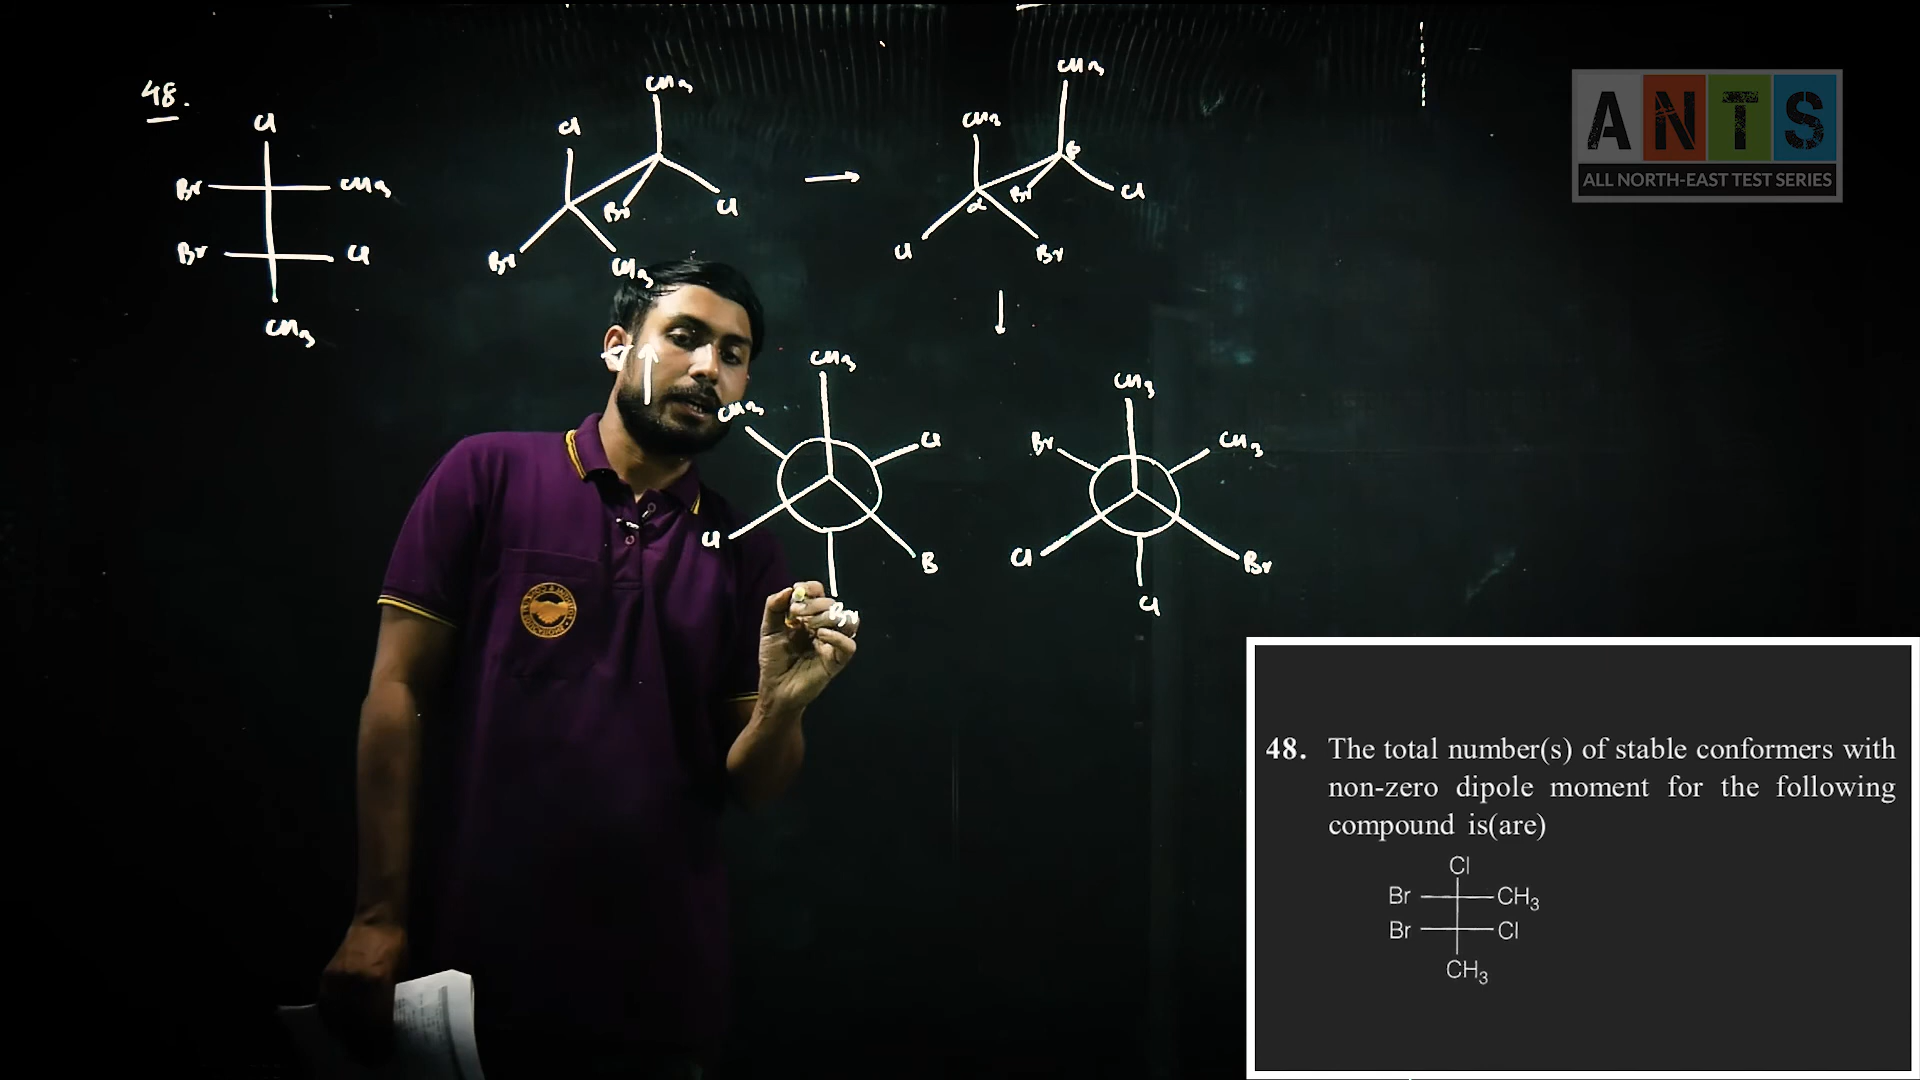 48.
Cl
Br CH3
Br Cl
CH3
CH3
Cl
Br Cl
Br CH3
CH3
CH3
β
α Br Cl
Cl Br
CH3
CH3 Cl
Cl B
Br
CH3
Br CH3
Cl Br
Cl
ANTS
ALL NORTH-EAST TEST SERIES
48. The total number(s) of stable conformers with
non-zero dipole moment for the following
compound is(are)
Cl
Br CH3
Br Cl
CH3